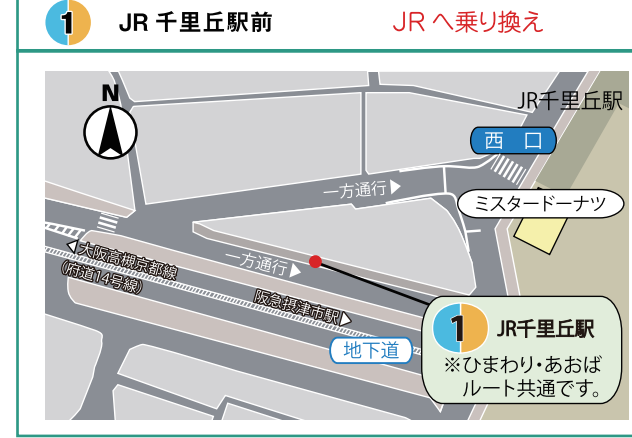 1 JR 千里丘駅前 JR へ乗り換え
N
JR千里丘駅
西 口
一方通行▶
ミスタードーナツ
◁大阪高槻京都線
(府道14号線)
一方通行▶
阪急摂津市駅▷
地下道
1 JR千里丘駅
※ひまわり・あおば
ルート共通です。